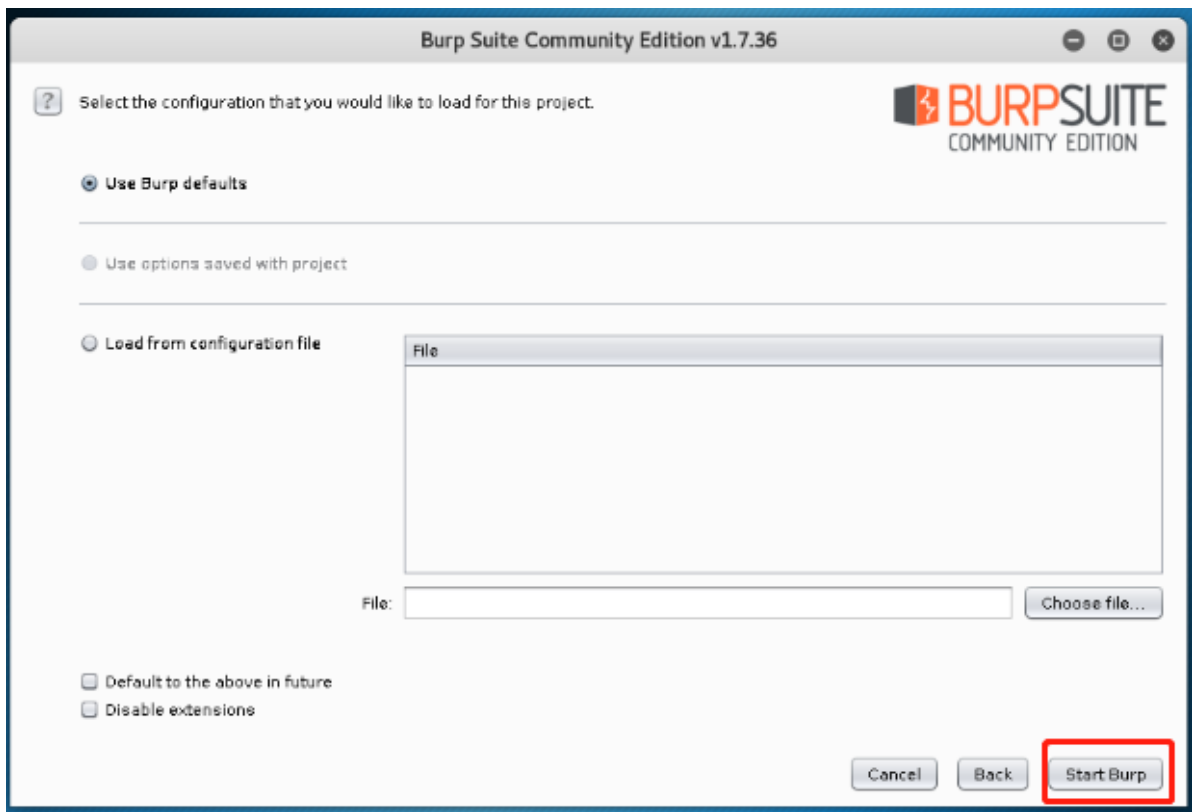 Burp Suite Community Edition v1.7.36
? Select the configuration that you would like to load for this project.
BURPSUITE
COMMUNITY EDITION
Use Burp defaults
Use options saved with project
Load from configuration file
File
File:
Choose file...
Default to the above in future
Disable extensions
Cancel Back Start Burp